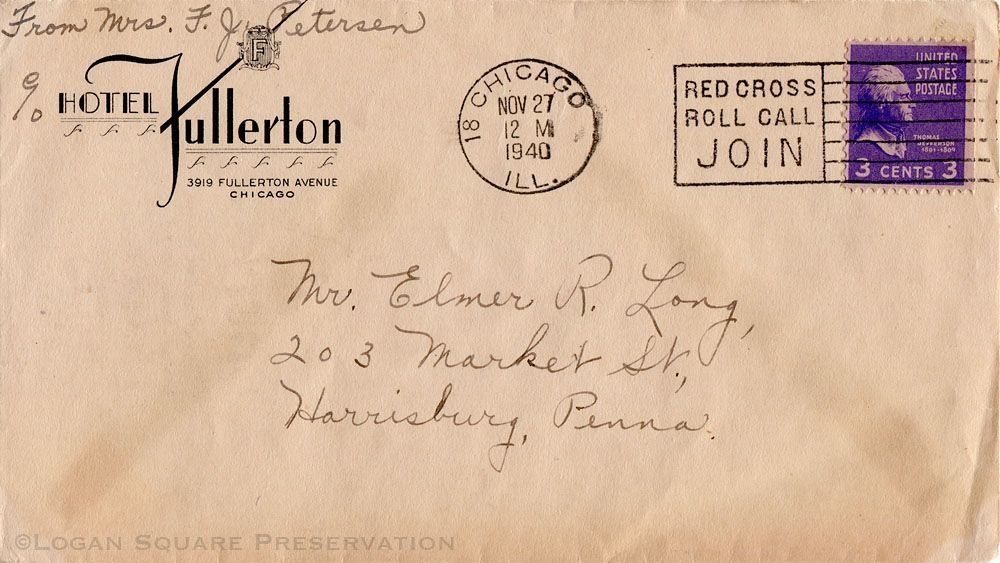 From Mrs. F. J. Petersen
c/o HOTEL Fullerton
F
3919 FULLERTON AVENUE
CHICAGO
18 CHICAGO
NOV 27
12 M
1940
ILL.
RED CROSS
ROLL CALL
JOIN
UNITED
STATES
POSTAGE
THOMAS
JEFFERSON
1801-1809
3 CENTS 3
Mr. Elmer R. Long,
203 Market St.,
Harrisburg, Penna.
©LOGAN SQUARE PRESERVATION